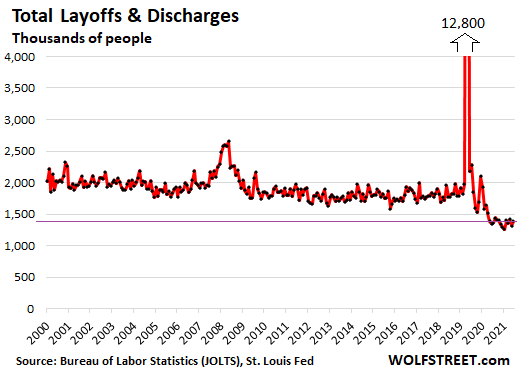 Total Layoffs & Discharges
Thousands of people
12,800
4,000
3,500
3,000
2,500
2,000
1,500
1,000
500
0
2000 2001 2002 2003 2004 2005 2006 2007 2008 2009 2010 2011 2012 2013 2014 2015 2016 2017 2018 2019 2020 2021
Source: Bureau of Labor Statistics (JOLTS), St. Louis Fed
WOLFSTREET.com